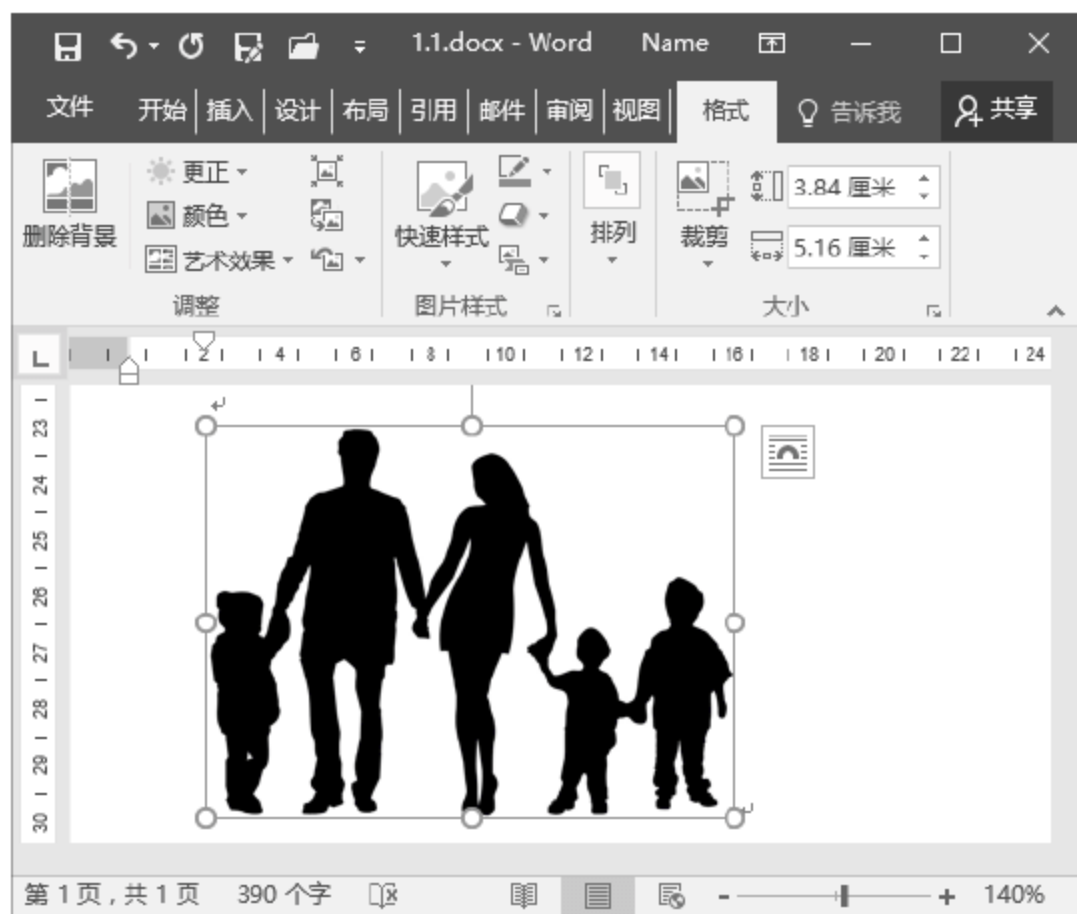 1.1.docx - Word Name
文件 开始 插入 设计 布局 引用 邮件 审阅 视图 格式 告诉我 共享
删除背景 更正 颜色 艺术效果 快速样式 排列 裁剪 3.84 厘米 5.16 厘米
调整 图片样式 大小
L 2 4 6 8 10 12 14 16 18 20 22 24
23
24
25
26
27
28
29
30
第 1 页，共 1 页 390 个字 140%